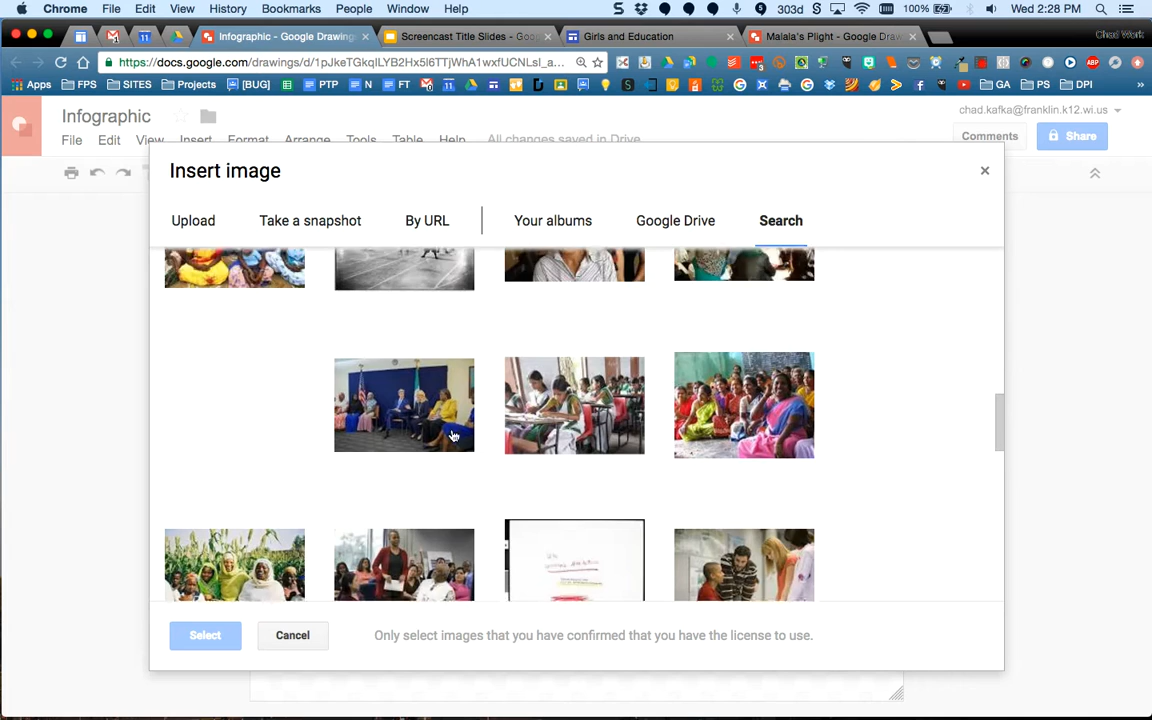 Chrome File Edit View History Bookmarks People Window Help 303d 100% Wed 2:28 PM
Infographic - Google Drawings Screencast Title Slides - Goo Girls and Education Malala's Plight - Google Draw Chad Work
https://docs.google.com/drawings/d/1pJkeTGkqILYB2Hx5l6TTjWhA1wxfUCNLsl_a...
Apps FPS SITES Projects [BUG] PTP N FT GA PS DPI »
Infographic chad.kafka@franklin.k12.wi.us
File Edit View Insert Format Arrange Tools Table Help All changes saved in Drive Comments Share
Insert image
Upload Take a snapshot By URL Your albums Google Drive Search
Select Cancel Only select images that you have confirmed that you have the license to use.